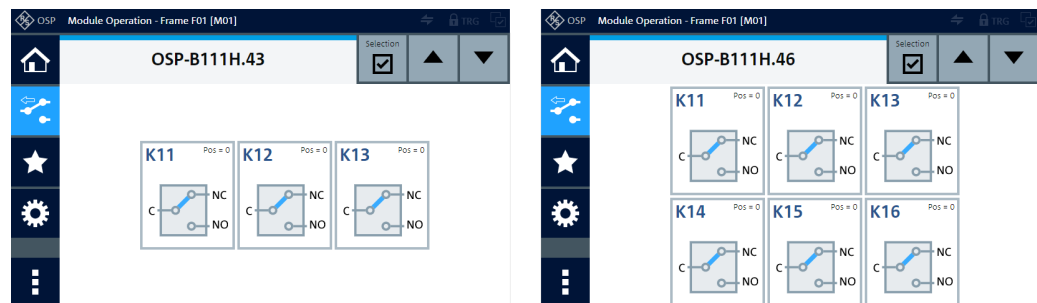 OSP Module Operation - Frame F01 [M01] TRG
OSP-B111H.43 Selection
K11 Pos = 0 K12 Pos = 0 K13 Pos = 0
NC NC NC
C C C
NO NO NO
OSP Module Operation - Frame F01 [M01] TRG
OSP-B111H.46 Selection
K11 Pos = 0 K12 Pos = 0 K13 Pos = 0
NC NC NC
C C C
NO NO NO
K14 Pos = 0 K15 Pos = 0 K16 Pos = 0
NC NC NC
C C C
NO NO NO